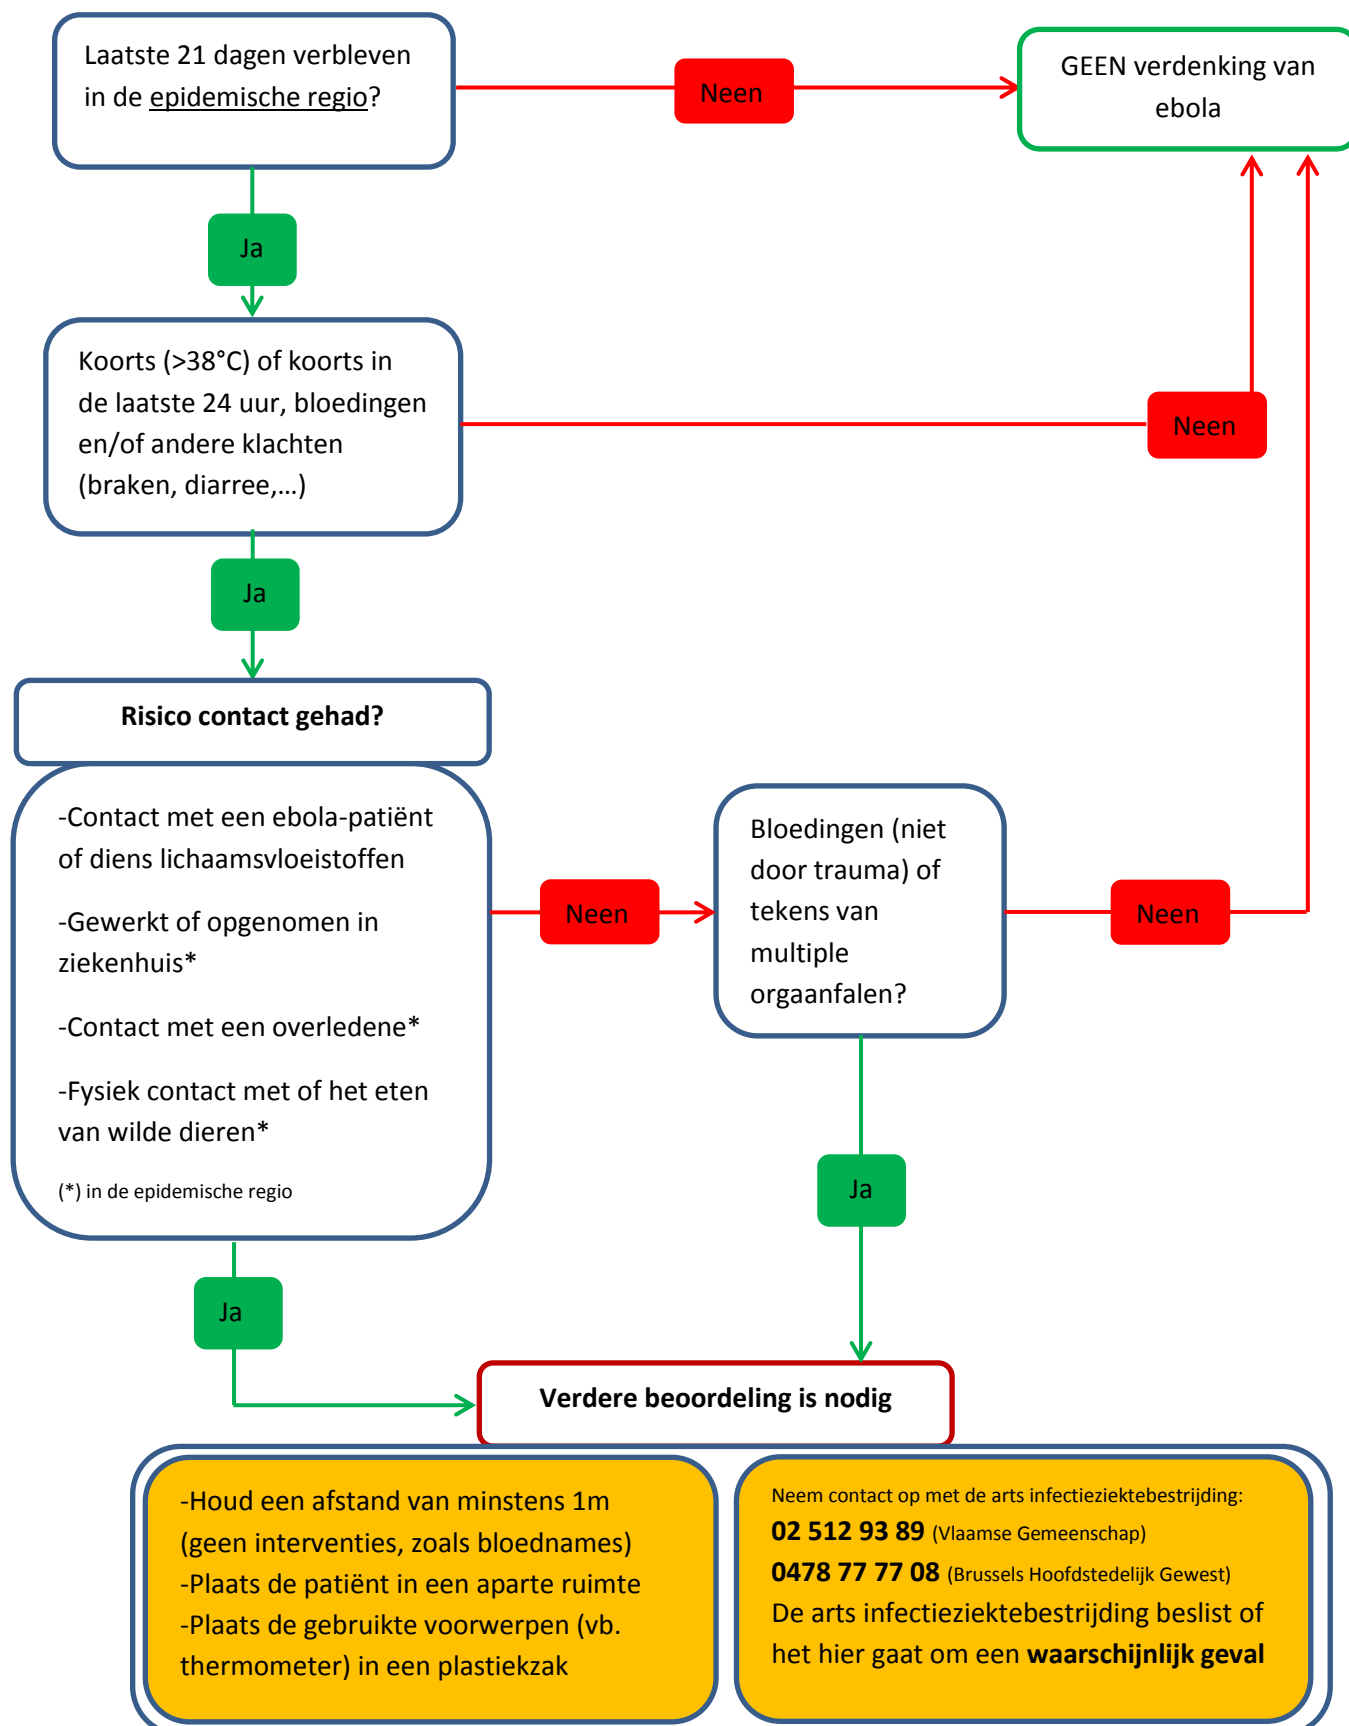 Laatste 21 dagen verbleven
in de epidemische regio?
Neen
GEEN verdenking van
ebola
Ja
Koorts (>38°C) of koorts in
de laatste 24 uur, bloedingen
en/of andere klachten
(braken, diarree,...)
Neen
Ja
Risico contact gehad?
-Contact met een ebola-patiënt
of diens lichaamsvloeistoffen
-Gewerkt of opgenomen in
ziekenhuis*
-Contact met een overledene*
-Fysiek contact met of het eten
van wilde dieren*
(*) in de epidemische regio
Neen
Bloedingen (niet
door trauma) of
tekens van
multiple
orgaanfalen?
Neen
Ja
Ja
Verdere beoordeling is nodig
-Houd een afstand van minstens 1m
(geen interventies, zoals bloednames)
-Plaats de patiënt in een aparte ruimte
-Plaats de gebruikte voorwerpen (vb.
thermometer) in een plastiekzak
Neem contact op met de arts infectieziektebestrijding:
02 512 93 89 (Vlaamse Gemeenschap)
0478 77 77 08 (Brussels Hoofdstedelijk Gewest)
De arts infectieziektebestrijding beslist of
het hier gaat om een waarschijnlijk geval